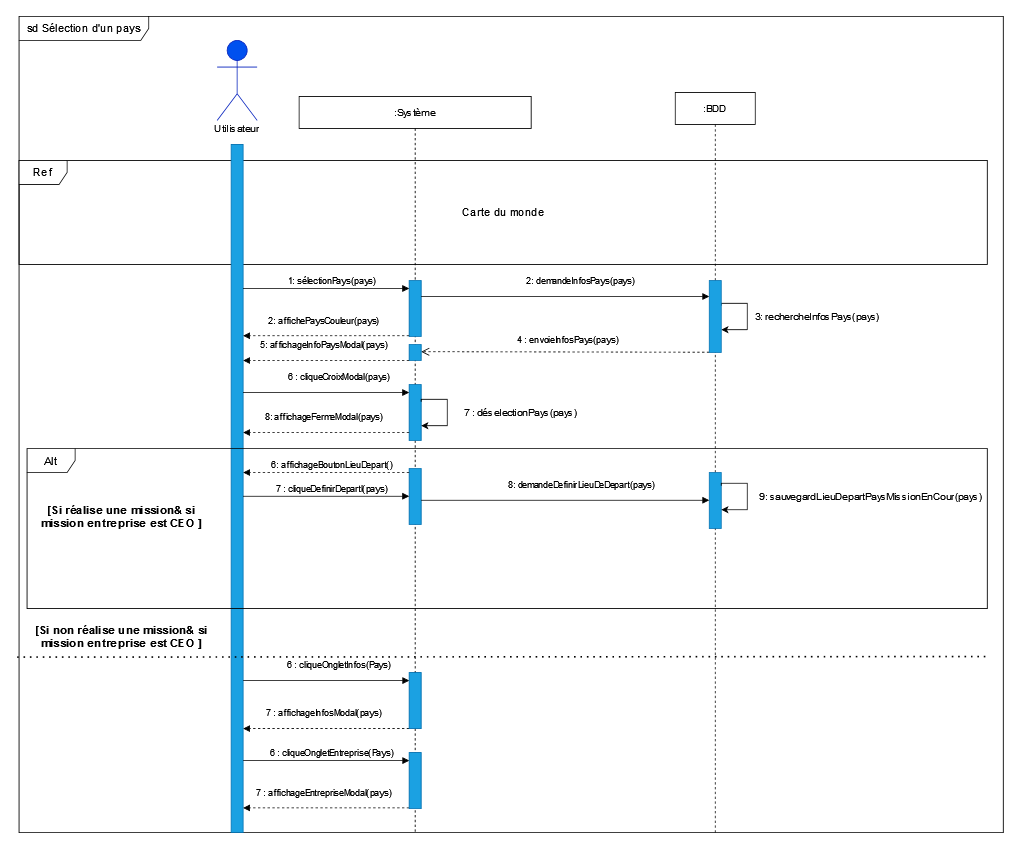 sd Sélection d'un pays
Utilisateur
:Système
:BDD
Ref
Carte du monde
1: sélectionPays(pays)
2: demandeInfosPays(pays)
3: rechercheInfosPays(pays)
2: affichePaysCouleur(pays)
4 : envoieInfosPays(pays)
5: affichageInfoPaysModal(pays)
6 : cliqueCroixModal(pays)
7 : déselectionPays(pays)
8: affichageFermeModal(pays)
Alt
6: affichageBoutonLieuDepart()
7 : cliqueDefinirDepartl(pays)
8: demandeDefinirLieuDeDepart(pays)
9: sauvegardLieuDepartPaysMissionEnCour(pays)
[Si réalise une mission& si
mission entreprise est CEO ]
[Si non réalise une mission& si
mission entreprise est CEO ]
6 : cliqueOngletInfos(Pays)
7 : affichageInfosModal(pays)
6 : cliqueOngletEntreprise(Pays)
7 : affichageEntrepriseModal(pays)